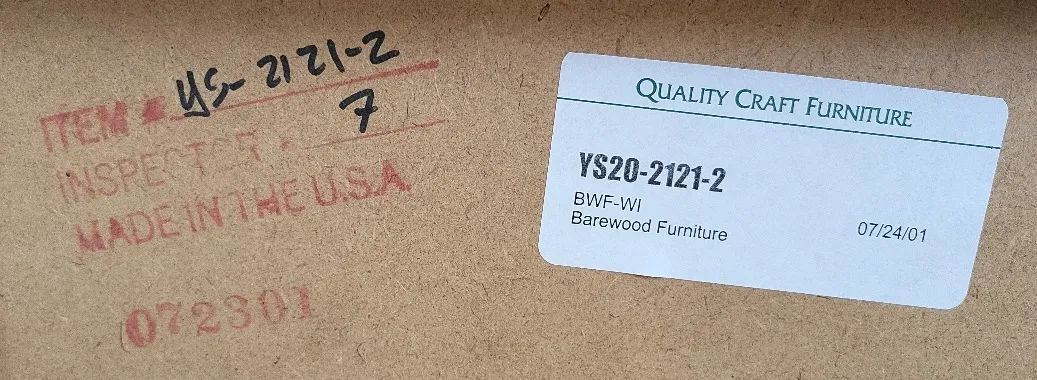 ITEM # YS-2121-2
INSPECTOR. 7
MADE IN THE U.S.A.
072301
QUALITY CRAFT FURNITURE
YS20-2121-2
BWF-WI
Barewood Furniture 07/24/01